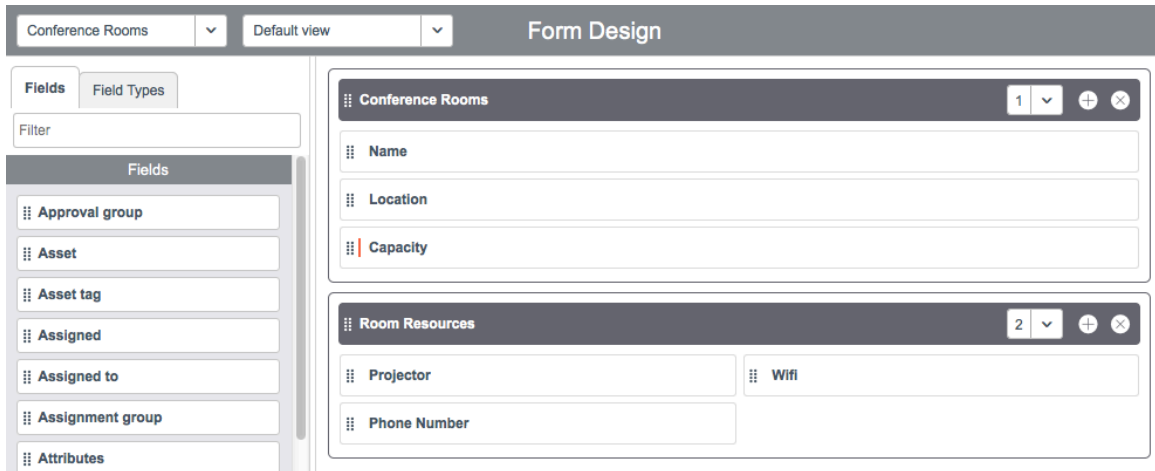 Conference Rooms
Default view
Form Design
Fields
Field Types
Filter
Fields
Approval group
Asset
Asset tag
Assigned
Assigned to
Assignment group
Attributes
Conference Rooms
1
Name
Location
Capacity
Room Resources
2
Projector
Wifi
Phone Number